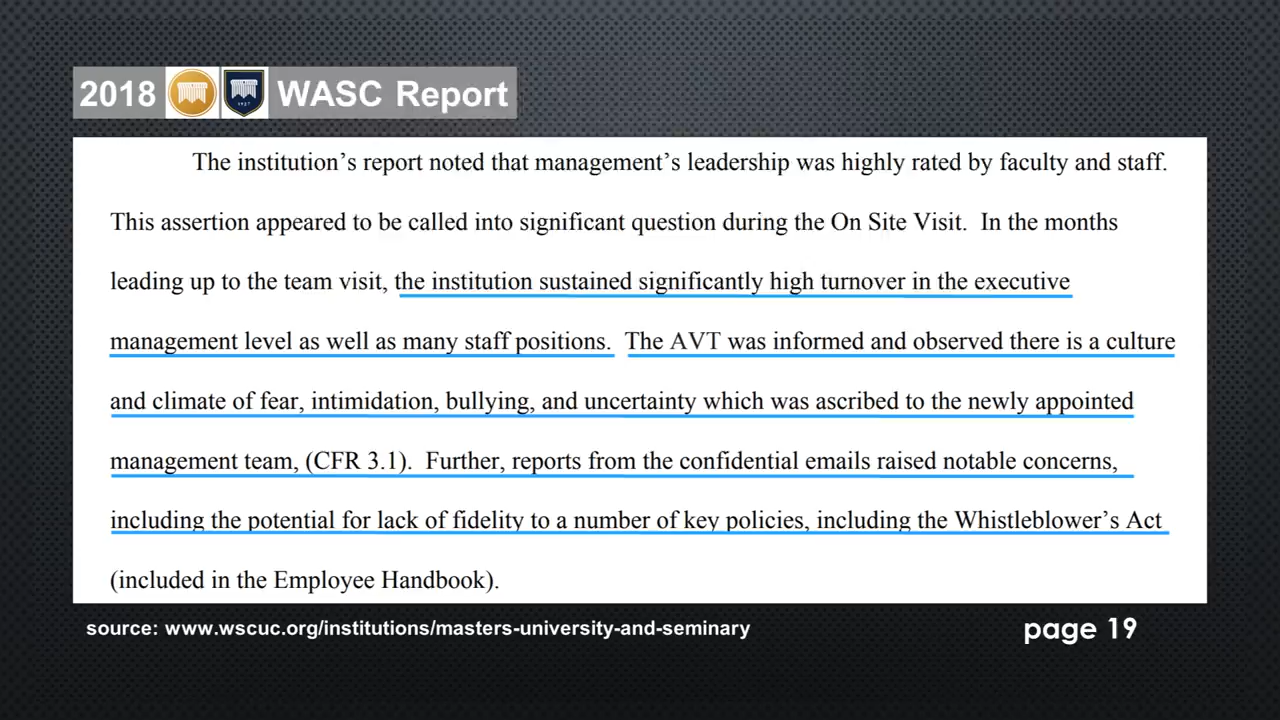 2018 WASC Report
The institution’s report noted that management’s leadership was highly rated by faculty and staff.
This assertion appeared to be called into significant question during the On Site Visit.  In the months
leading up to the team visit, the institution sustained significantly high turnover in the executive
management level as well as many staff positions.  The AVT was informed and observed there is a culture
and climate of fear, intimidation, bullying, and uncertainty which was ascribed to the newly appointed
management team, (CFR 3.1).  Further, reports from the confidential emails raised notable concerns,
including the potential for lack of fidelity to a number of key policies, including the Whistleblower’s Act
(included in the Employee Handbook).
source: www.wscuc.org/institutions/masters-university-and-seminary
page 19